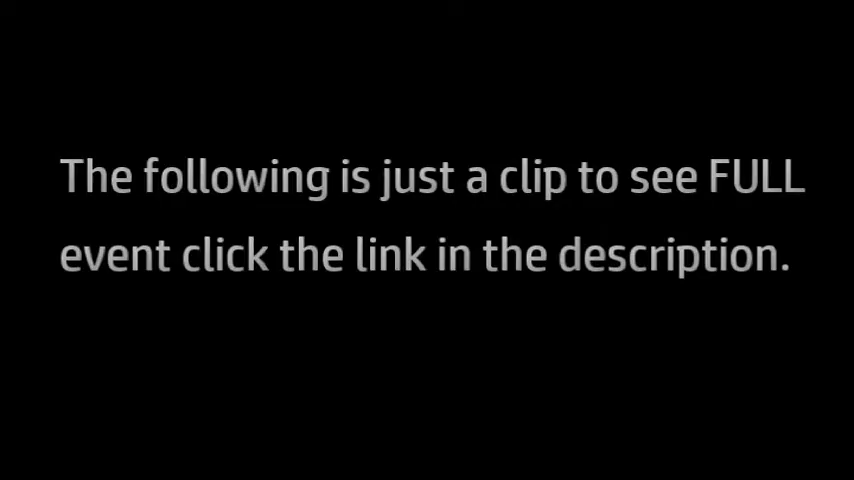 The following is just a clip to see FULL
event click the link in the description.